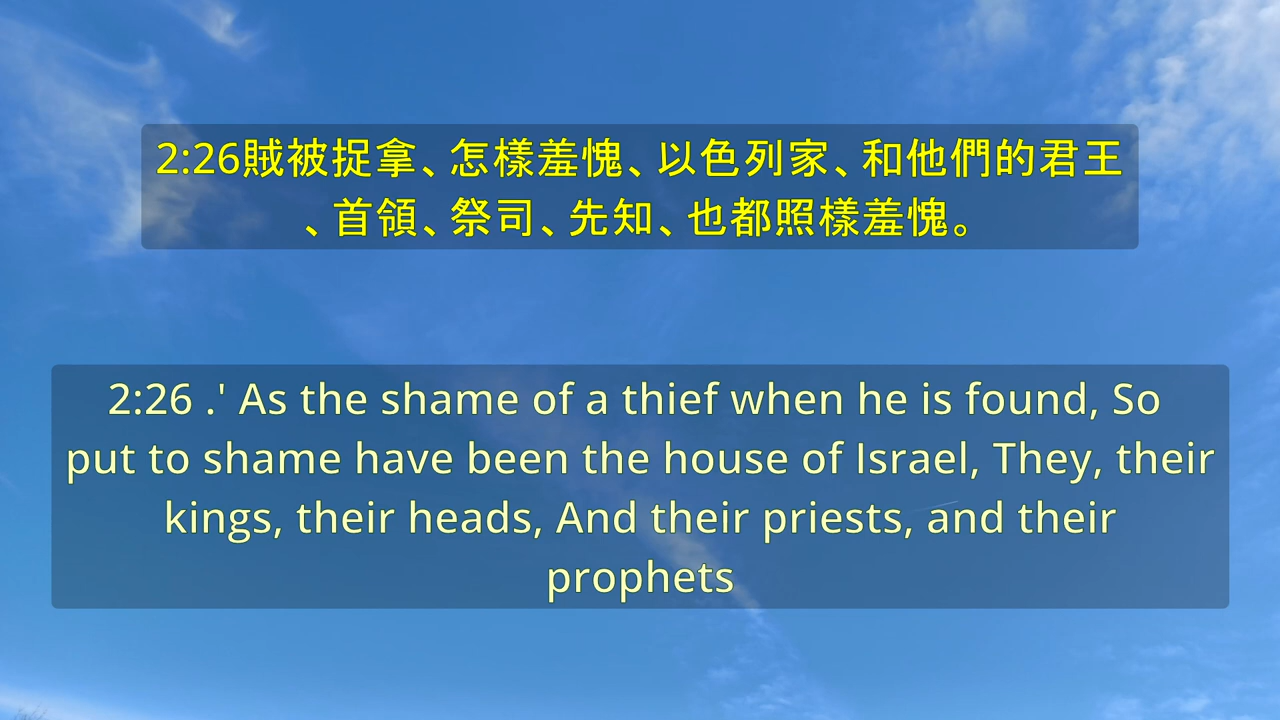 2:26賊被捉拿、怎樣羞愧、以色列家、和他們的君王
、首領、祭司、先知、也都照樣羞愧。
2:26 .' As the shame of a thief when he is found, So
put to shame have been the house of Israel, They, their
kings, their heads, And their priests, and their
prophets